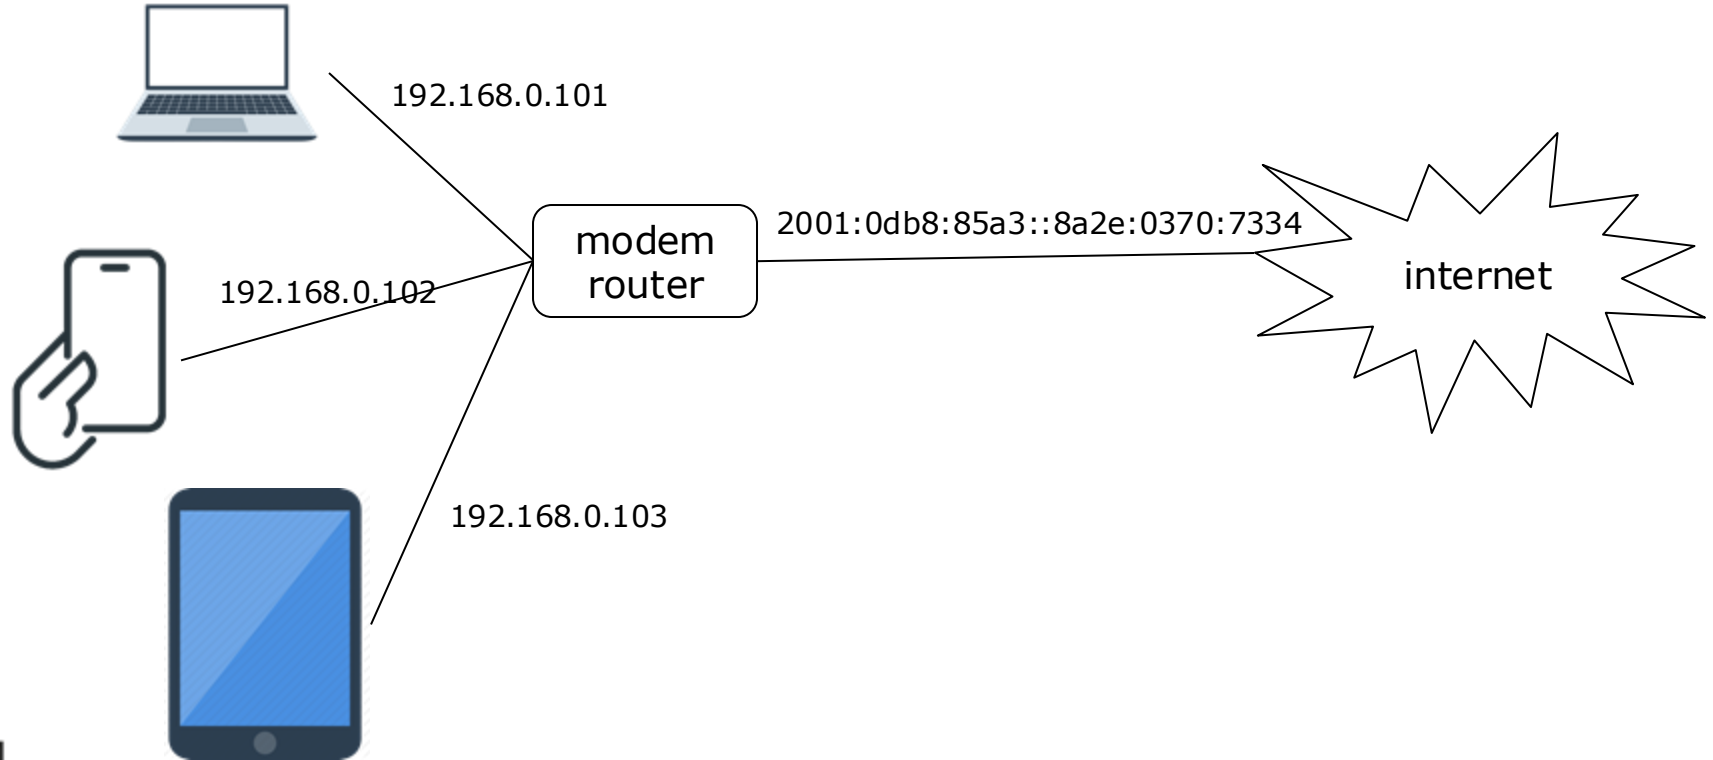 192.168.0.101
2001:0db8:85a3::8a2e:0370:7334
modem
router
internet
192.168.0.102
192.168.0.103